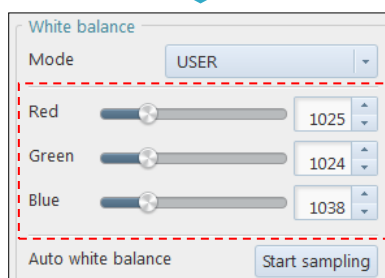 White balance
Mode USER
Red 1025
Green 1024
Blue 1038
Auto white balance Start sampling